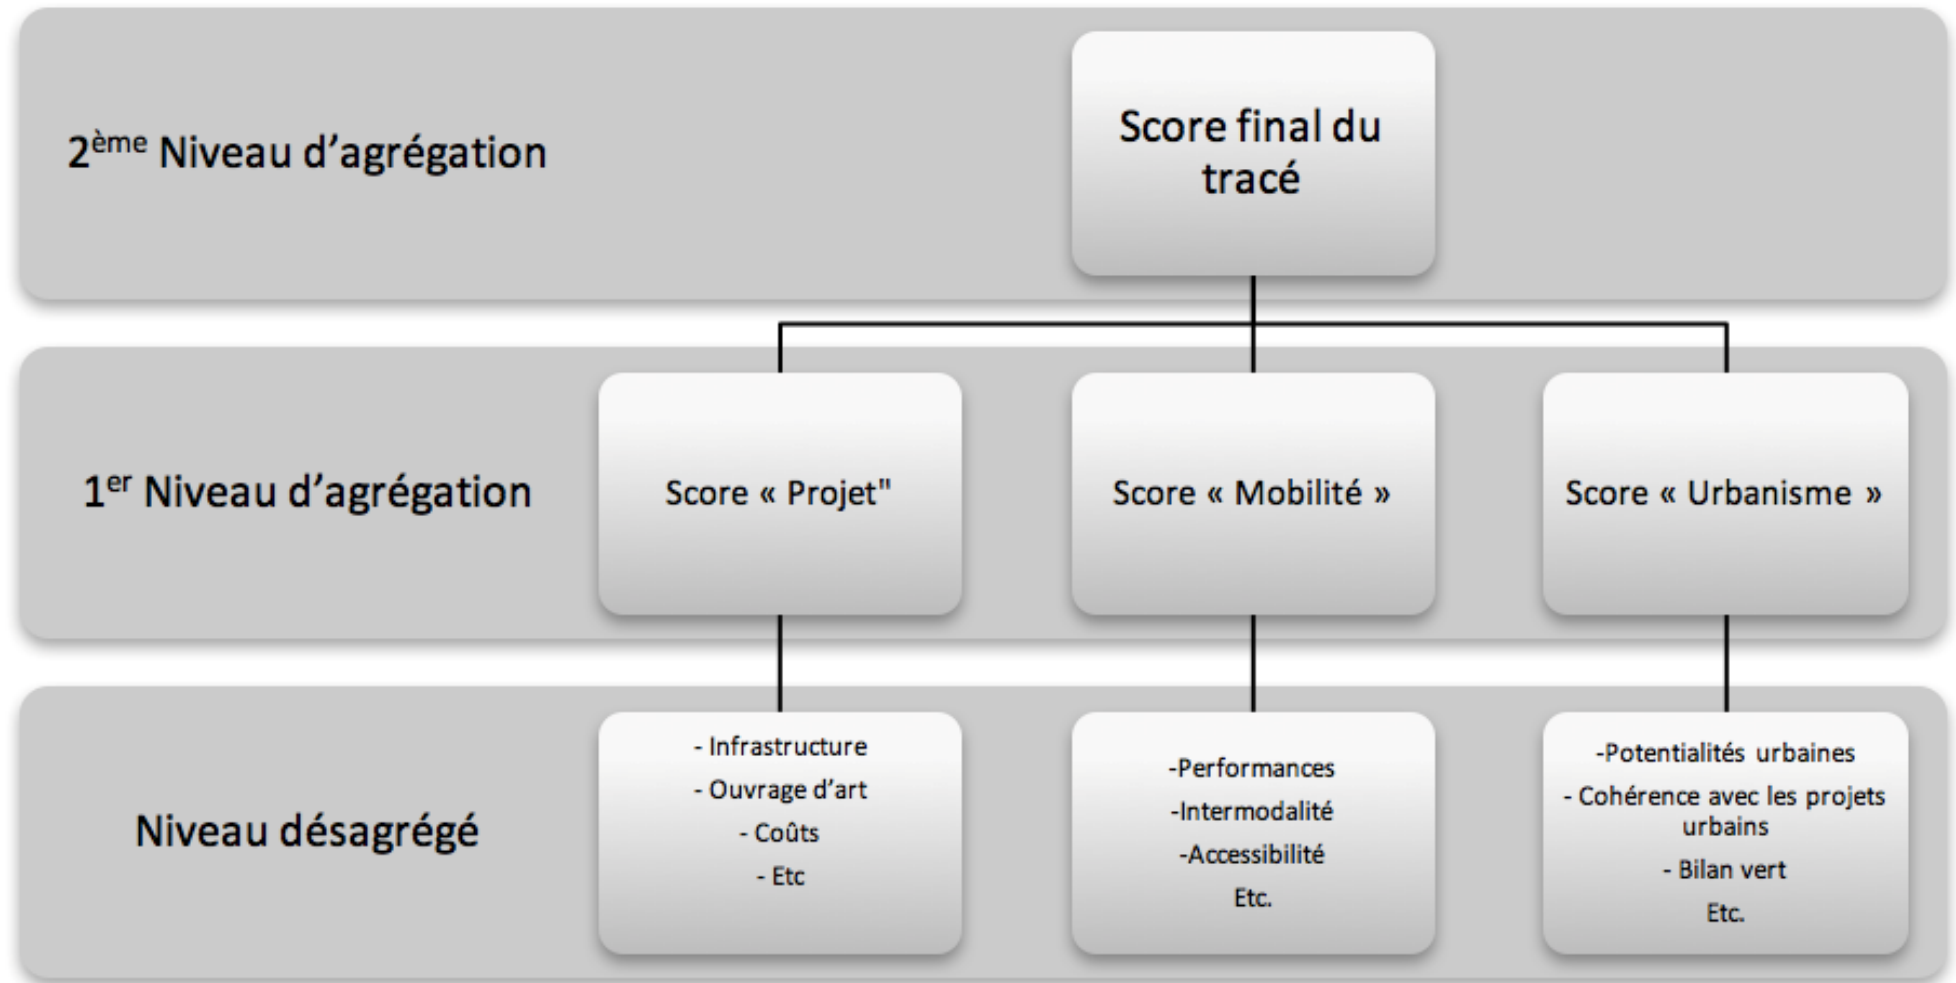 2ème Niveau d'agrégation
Score final du
tracé
1er Niveau d'agrégation
Score « Projet"
Score « Mobilité »
Score « Urbanisme »
Niveau désagrégé
- Infrastructure
- Ouvrage d'art
- Coûts
- Etc
-Performances
-Intermodalité
-Accessibilité
Etc.
-Potentialités urbaines
- Cohérence avec les projets
urbains
- Bilan vert
Etc.